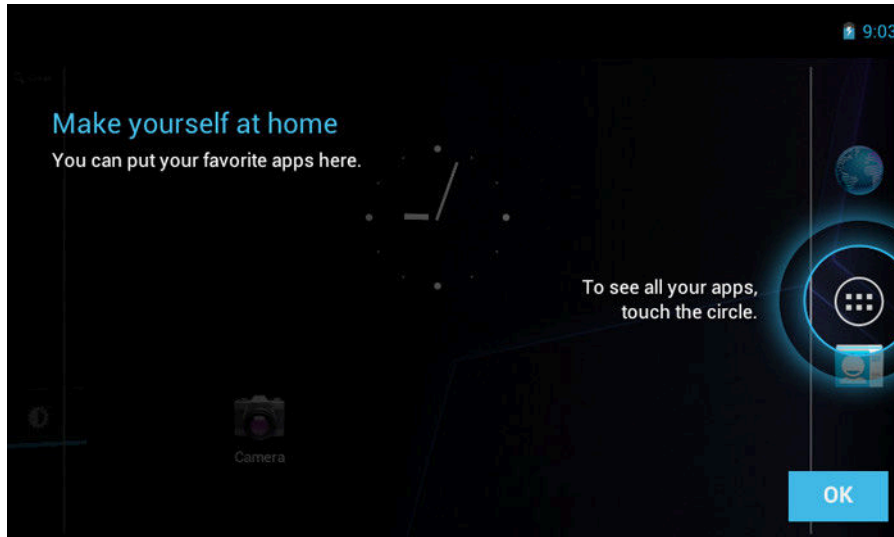 9:03
Make yourself at home
You can put your favorite apps here.
To see all your apps,
touch the circle.
Camera
OK